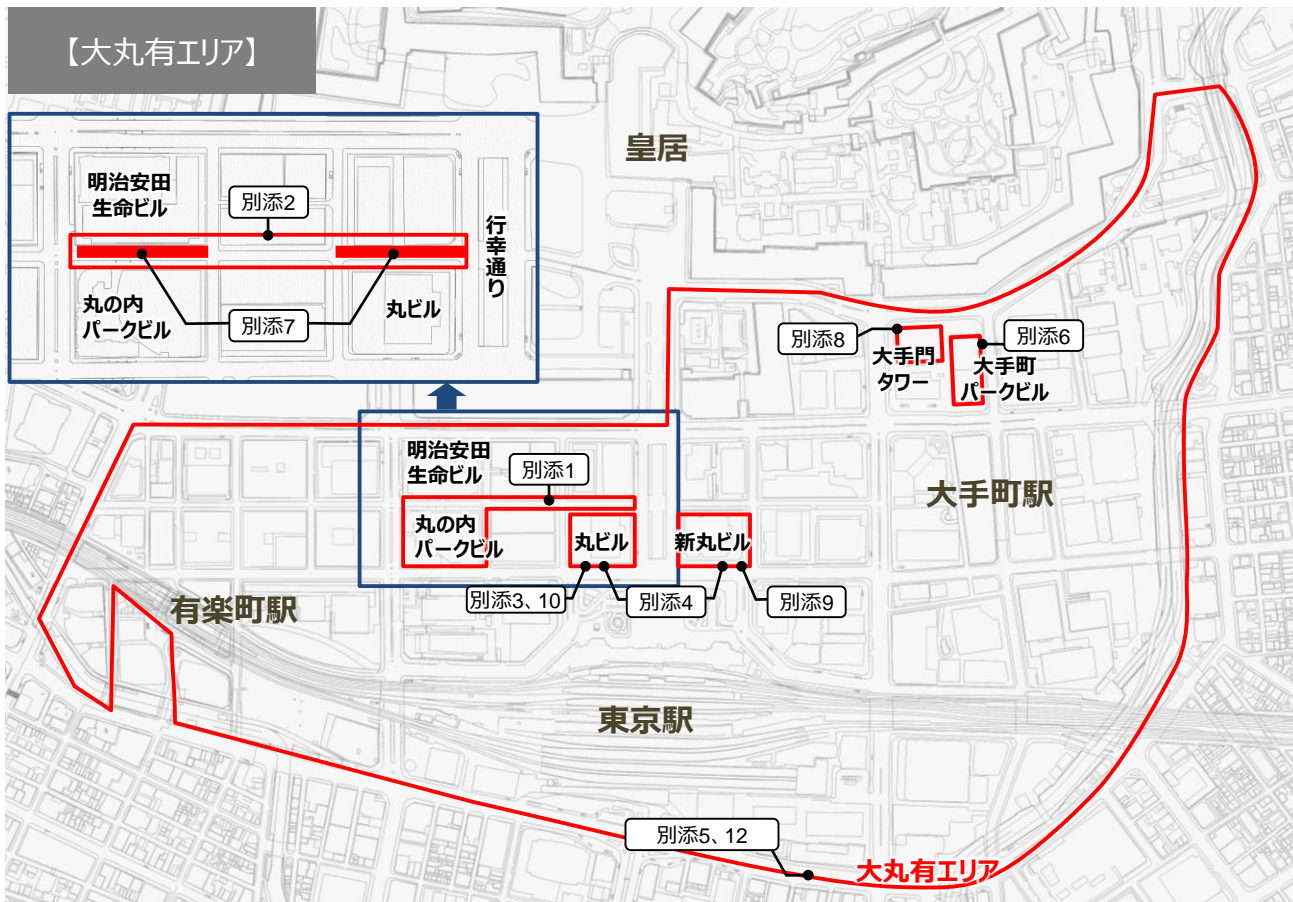 【大丸有エリア】
皇居
明治安田
生命ビル
別添2
行幸通り
丸の内
パークビル
別添7
丸ビル
別添8
大手門
タワー
別添6
大手町
パークビル
明治安田
生命ビル
別添1
大手町駅
丸の内
パークビル
丸ビル
新丸ビル
別添3、10
別添4
別添9
有楽町駅
東京駅
別添5、12
大丸有エリア